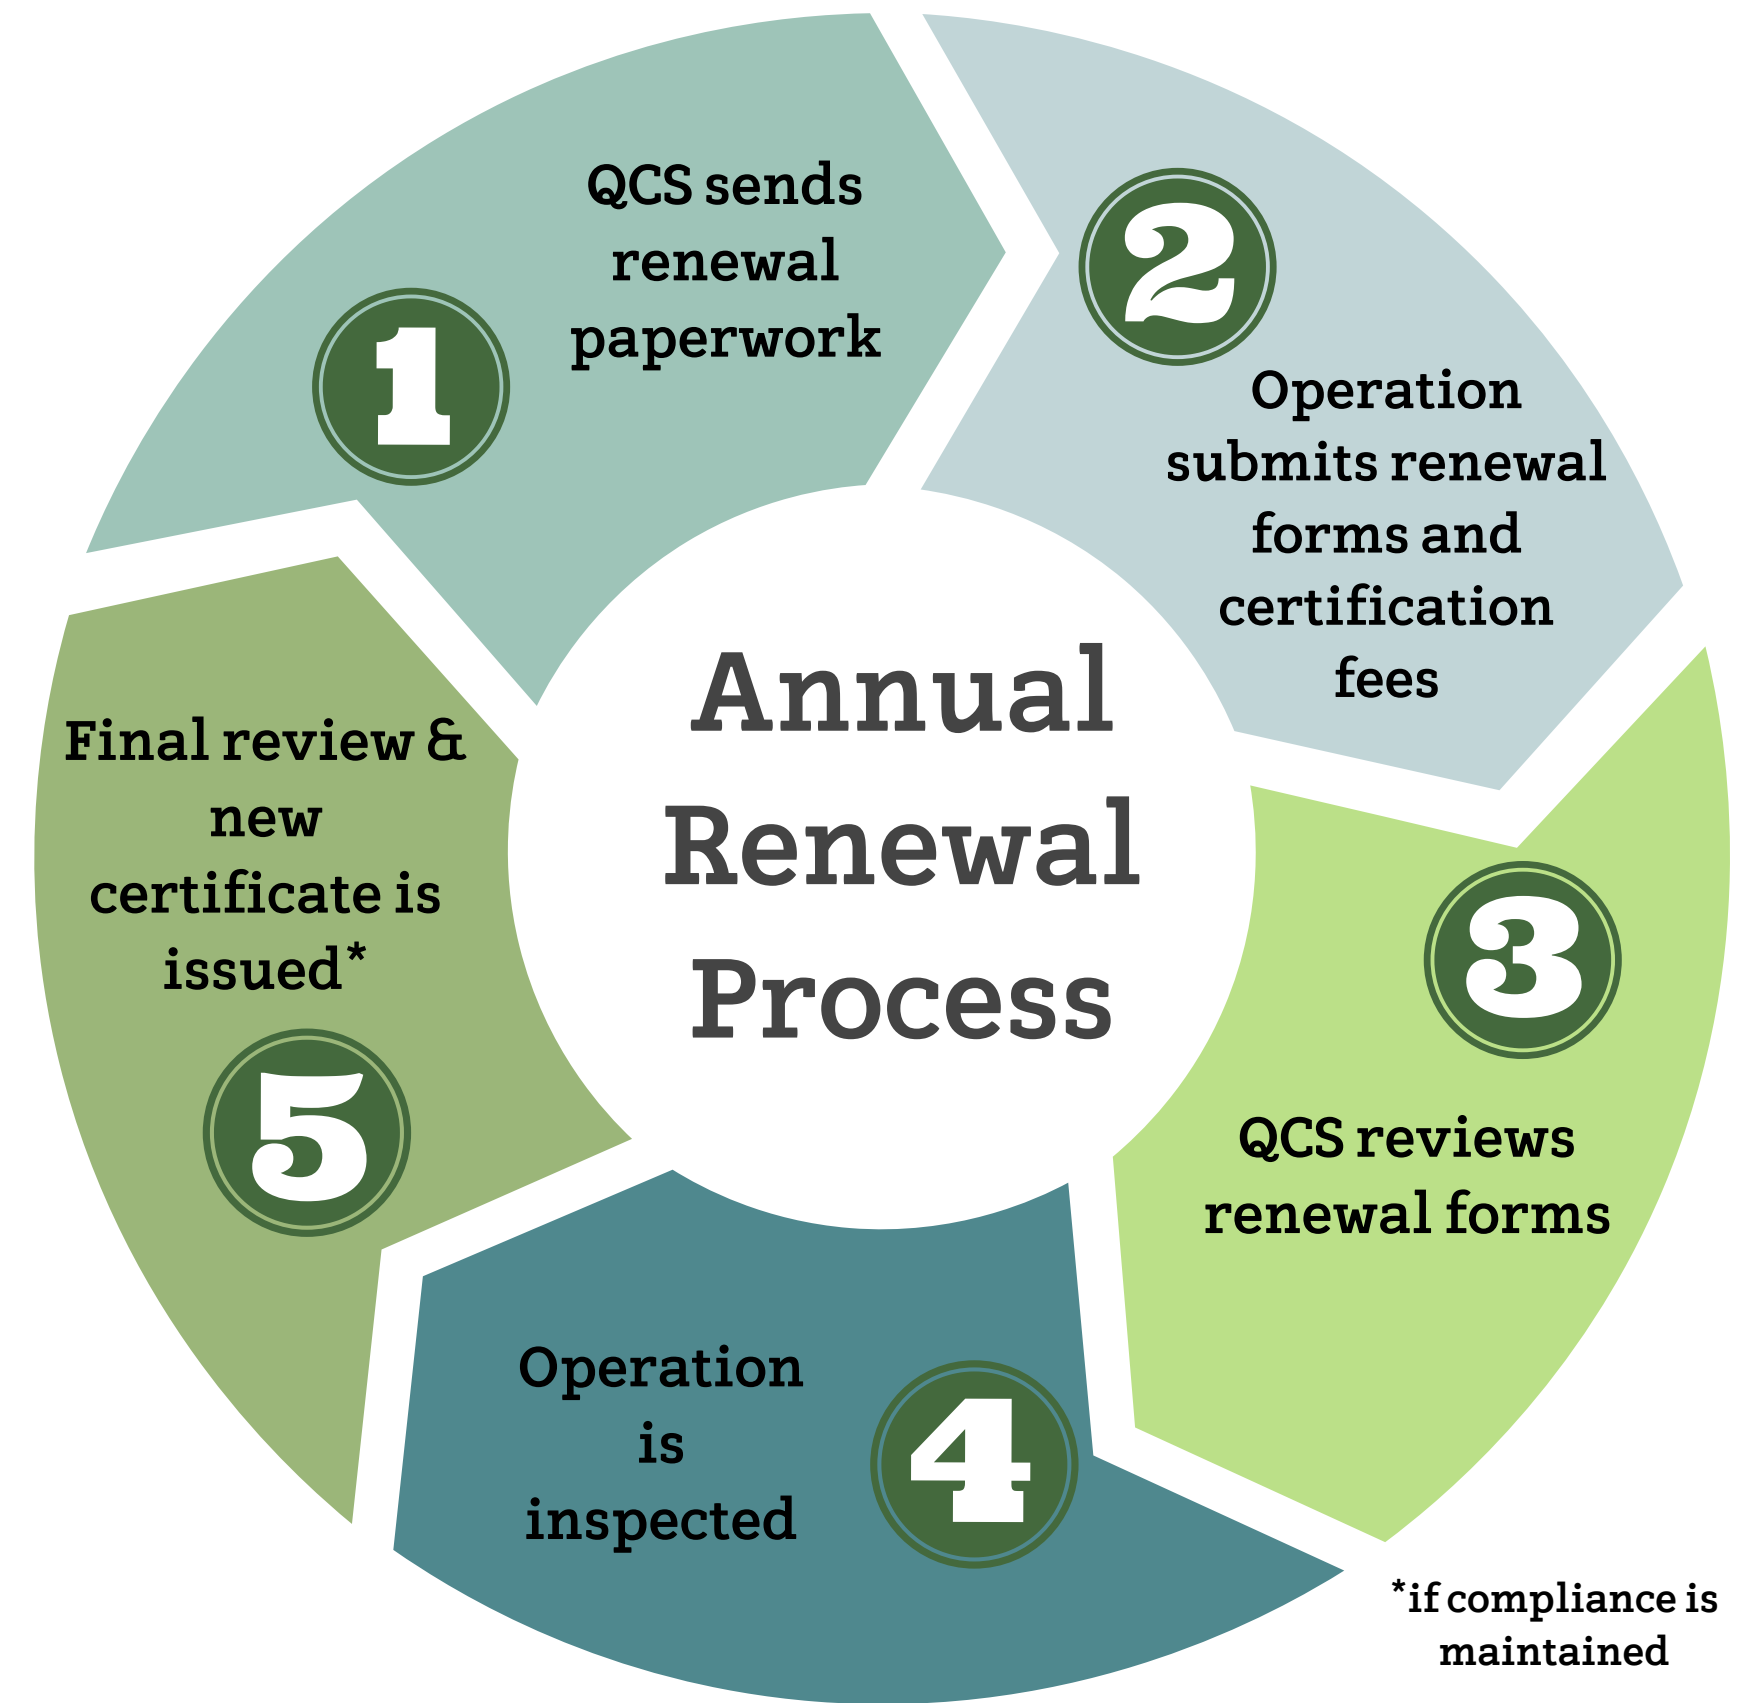 Annual
Renewal
Process
1
QCS sends
renewal
paperwork
2
Operation
submits renewal
forms and
certification
fees
3
QCS reviews
renewal forms
4
Operation
is
inspected
5
Final review &
new
certificate is
issued*
*if compliance is
maintained